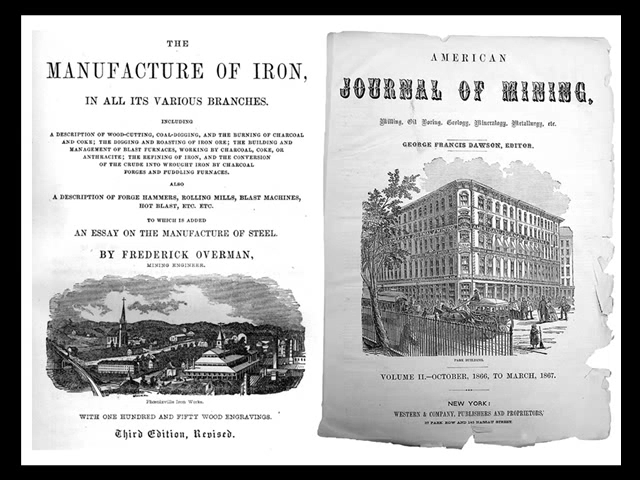 THE
MANUFACTURE OF IRON,
IN ALL ITS VARIOUS BRANCHES.
INCLUDING
A DESCRIPTION OF WOOD-CUTTING, COAL-DIGGING, AND THE BURNING OF CHARCOAL
AND COKE; THE DIGGING AND ROASTING OF IRON ORE; THE BUILDING AND
MANAGEMENT OF BLAST FURNACES, WORKING BY CHARCOAL, COKE, OR
ANTHRACITE; THE REFINING OF IRON, AND THE CONVERSION
OF THE CRUDE INTO WROUGHT IRON BY CHARCOAL
FORGES AND PUDDLING FURNACES.
ALSO
A DESCRIPTION OF FORGE HAMMERS, ROLLING MILLS, BLAST MACHINES,
HOT BLAST, ETC. ETC.
TO WHICH IS ADDED
AN ESSAY ON THE MANUFACTURE OF STEEL.
BY FREDERICK OVERMAN,
MINING ENGINEER.
Phoenixville Iron Works.
WITH ONE HUNDRED AND FIFTY WOOD ENGRAVINGS.
Third Edition, Revised.
AMERICAN
JOURNAL OF MINING,
Milling, Oil Boring, Geology, Mineralogy, Metallurgy, etc.
GEORGE FRANCIS DAWSON, EDITOR.
PARK BUILDING.
VOLUME II.—OCTOBER, 1866, TO MARCH, 1867.
NEW YORK:
WESTERN & COMPANY, PUBLISHERS AND PROPRIETORS,
37 PARK ROW AND 145 NASSAU STREET.